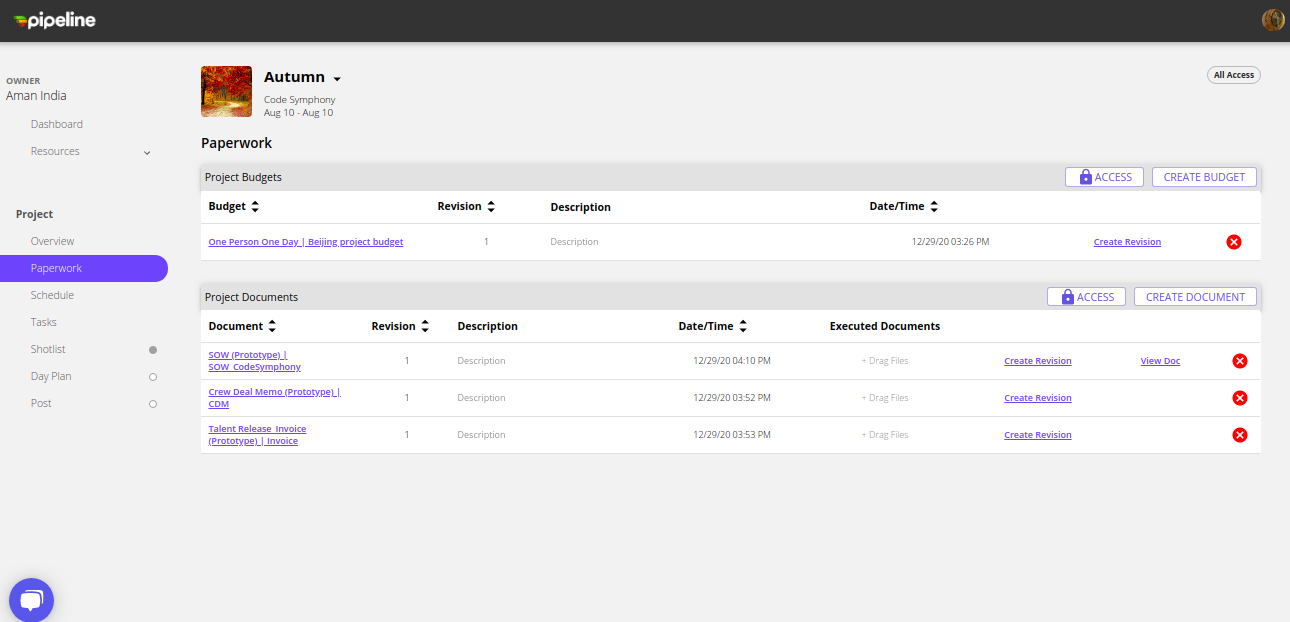 pipeline
OWNER
Aman India
Dashboard
Resources
Project
Overview
Paperwork
Schedule
Tasks
Shotlist
Day Plan
Post
Autumn
Code Symphony
Aug 10 - Aug 10
All Access
Paperwork
Project Budgets ACCESS CREATE BUDGET
Budget Revision Description Date/Time
One Person One Day | Beijing project budget 1 Description 12/29/20 03:26 PM Create Revision
Project Documents ACCESS CREATE DOCUMENT
Document Revision Description Date/Time Executed Documents
SOW (Prototype) |
SOW_CodeSymphony 1 Description 12/29/20 04:10 PM + Drag Files Create Revision View Doc
Crew Deal Memo (Prototype) |
CDM 1 Description 12/29/20 03:52 PM + Drag Files Create Revision
Talent Release_Invoice
(Prototype) | Invoice 1 Description 12/29/20 03:53 PM + Drag Files Create Revision